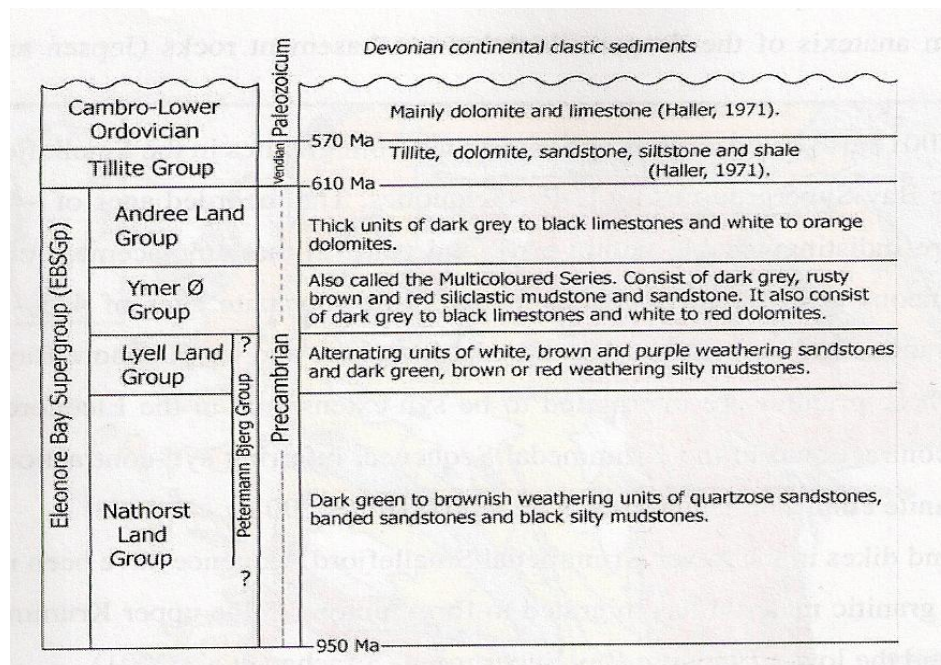 Devonian continental clastic sediments
Cambro-Lower
Ordovician
Tillite Group
Paleozoicum
Vendian
Mainly dolomite and limestone (Haller, 1971).
570 Ma
Tillite, dolomite, sandstone, siltstone and shale
(Haller, 1971).
610 Ma
Eleonore Bay Supergroup (EBSGp)
Andree Land
Group
Thick units of dark grey to black limestones and white to orange
dolomites.
Ymer Ø
Group
Also called the Multicoloured Series. Consist of dark grey, rusty
brown and red siliclastic mudstone and sandstone. It also consist
of dark grey to black limestones and white to red dolomites.
Lyell Land
Group
?
Petermann Bjerg Group
?
Precambrian
Alternating units of white, brown and purple weathering sandstones
and dark green, brown or red weathering silty mudstones.
Nathorst
Land
Group
Dark green to brownish weathering units of quartzose sandstones,
banded sandstones and black silty mudstones.
950 Ma